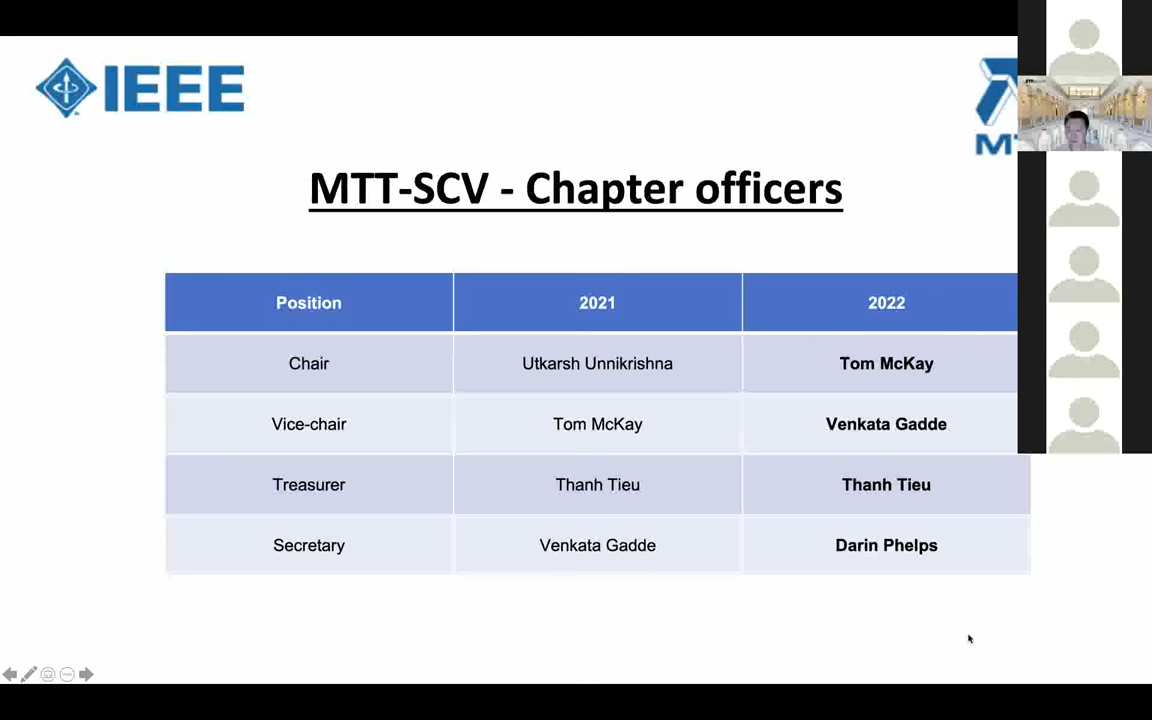 IEEE
MTT-SCV - Chapter officers
Position 2021 2022
Chair Utkarsh Unnikrishna Tom McKay
Vice-chair Tom McKay Venkata Gadde
Treasurer Thanh Tieu Thanh Tieu
Secretary Venkata Gadde Darin Phelps